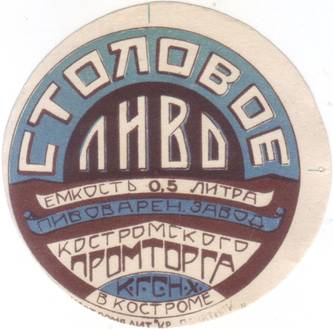 СТОЛОВОЕ
ПИВО
ЕМКОСТЬ 0,5 ЛИТРА
ПИВОВАРЕН. ЗАВОД
КОСТРОМСКОГО
ПРОМТОРГА
К.Г.С.Н.Х.
В КОСТРОМЕ